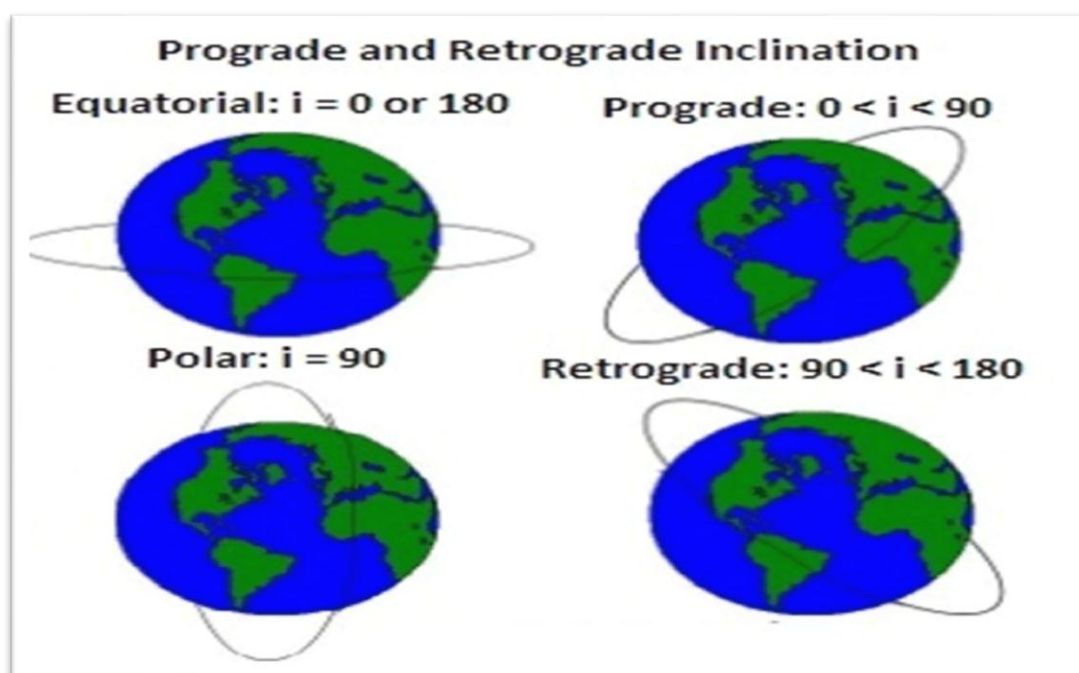 Prograde and Retrograde Inclination
Equatorial: i = 0 or 180
Prograde: 0 < i < 90
Polar: i = 90
Retrograde: 90 < i < 180